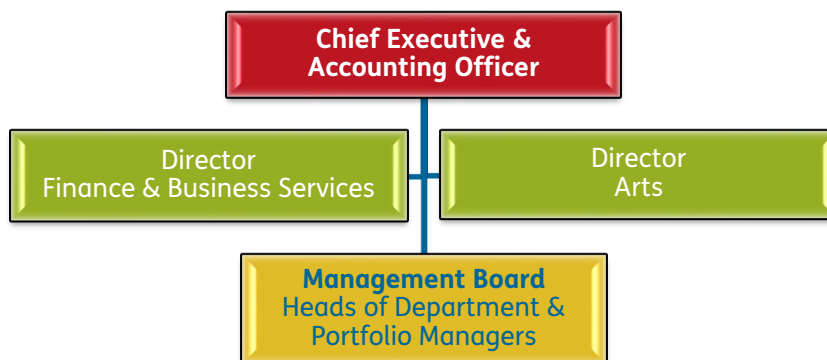 Chief Executive &
Accounting Officer
Director
Finance & Business Services
Director
Arts
Management Board
Heads of Department &
Portfolio Managers